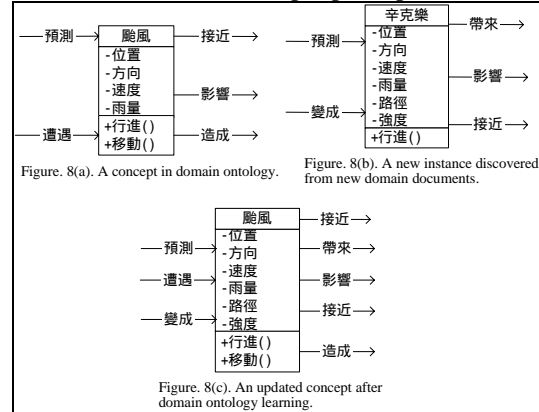 預測
遭遇
颱風
-位置
-方向
-速度
-雨量
+行進()
+移動()
接近
影響
造成
Figure. 8(a). A concept in domain ontology.
預測
變成
辛克樂
-位置
-方向
-速度
-雨量
-路徑
-強度
+行進()
帶來
影響
接近
Figure. 8(b). A new instance discovered
from new domain documents.
預測
遭遇
變成
颱風
-位置
-方向
-速度
-雨量
-路徑
-強度
+行進()
+移動()
接近
帶來
影響
接近
造成
Figure. 8(c). An updated concept after
domain ontology learning.